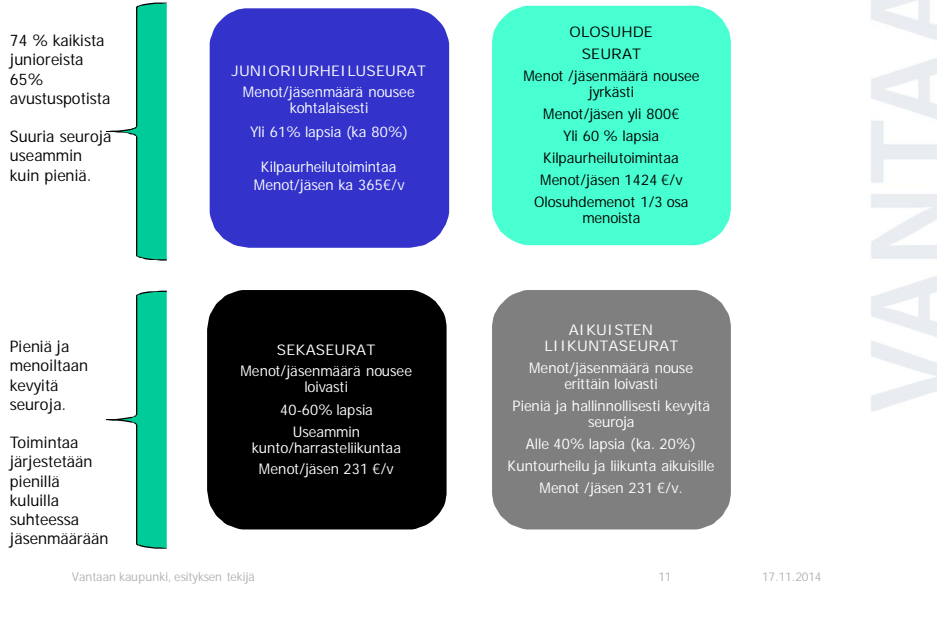 74 % kaikista
junioreista
65%
avustuspotista
Suuria seuroja
useammin
kuin pieniä.
JUNIORIURHEILUSEURAT
Menot/jäsenmäärä nousee
kohtalaisesti
Yli 61% lapsia (ka 80%)
Kilpaurheilutoimintaa
Menot/jäsen ka 365€/v
OLOSUHDE
SEURAT
Menot /jäsenmäärä nousee
jyrkästi
Menot/jäsen yli 800€
Yli 60 % lapsia
Kilpaurheilutoimintaa
Menot/jäsen 1424 €/v
Olosuhdemenot 1/3 osa
menoista
Pieniä ja
menoiltaan
kevyitä
seuroja.
Toimintaa
järjestetään
pienillä
kuluilla
suhteessa
jäsenmäärään
SEKASEURAT
Menot/jäsenmäärä nousee
loivasti
40-60% lapsia
Useammin
kunto/harrasteliikuntaa
Menot/jäsen 231 €/v
AIKUISTEN
LIIKUNTASEURAT
Menot/jäsenmäärä nouse
erittäin loivasti
Pieniä ja hallinnollisesti kevyitä
seuroja
Alle 40% lapsia (ka. 20%)
Kuntourheilu ja liikunta aikuisille
Menot /jäsen 231 €/v.
VANTAA
Vantaan kaupunki, esityksen tekijä
11
17.11.2014